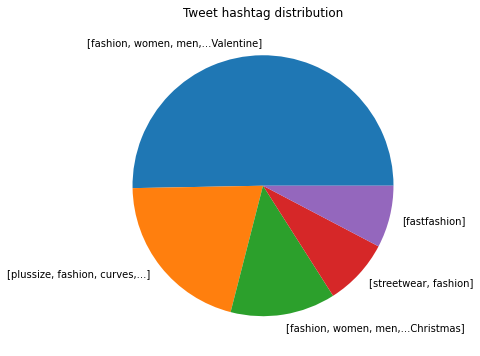 Tweet hashtag distribution
[fashion, women, men,...Valentine]
[fastfashion]
[plussize, fashion, curves,...]
[streetwear, fashion]
[fashion, women, men,...Christmas]